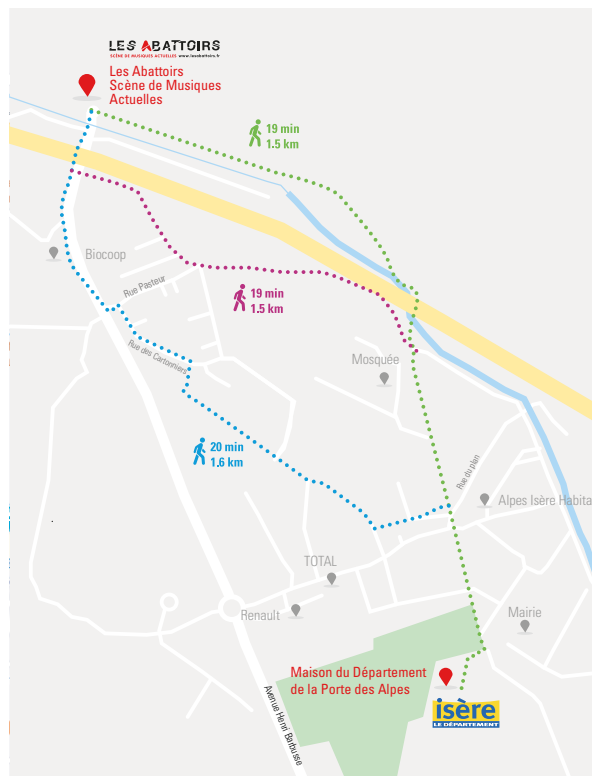 LES ABATTOIRS
SCÈNE DE MUSIQUES ACTUELLES www.lesabattoirs.fr
Les Abattoirs
Scène de Musiques
Actuelles
19 min
1.5 km
Biocoop
Rue Pasteur
19 min
1.5 km
Rue des Cartonniers
Mosquée
20 min
1.6 km
Rue du plan
Alpes Isère Habita
TOTAL
Renault
Mairie
Maison du Département
de la Porte des Alpes
Avenue Henri Barbusse
isère
LE DÉPARTEMENT